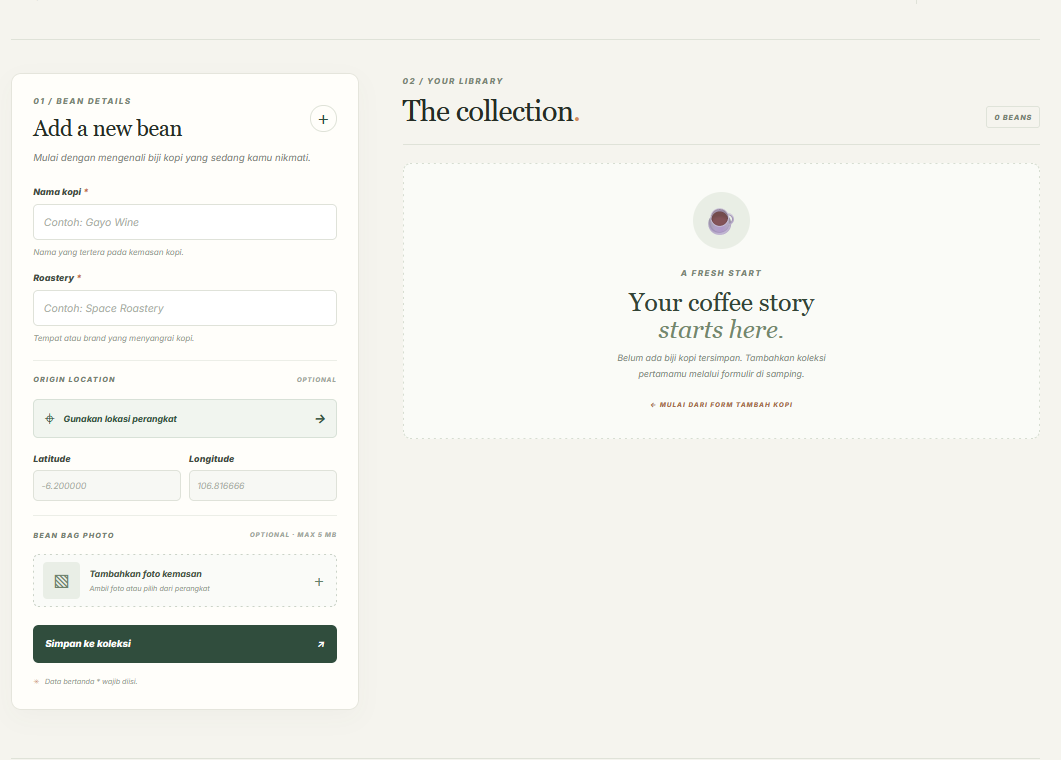 01 / BEAN DETAILS
Add a new bean
+
Mulai dengan mengenali biji kopi yang sedang kamu nikmati.
Nama kopi *
Contoh: Gayo Wine
Nama yang tertera pada kemasan kopi.
Roastery *
Contoh: Space Roastery
Tempat atau brand yang menyangrai kopi.
ORIGIN LOCATION
OPTIONAL
Gunakan lokasi perangkat →
Latitude
Longitude
-6.200000
106.816666
BEAN BAG PHOTO
OPTIONAL · MAX 5 MB
Tambahkan foto kemasan
Ambil foto atau pilih dari perangkat
+
Simpan ke koleksi ↗
* Data bertanda * wajib diisi.
02 / YOUR LIBRARY
The collection.
0 BEANS
A FRESH START
Your coffee story
starts here.
Belum ada biji kopi tersimpan. Tambahkan koleksi
pertamamu melalui formulir di samping.
← MULAI DARI FORM TAMBAH KOPI